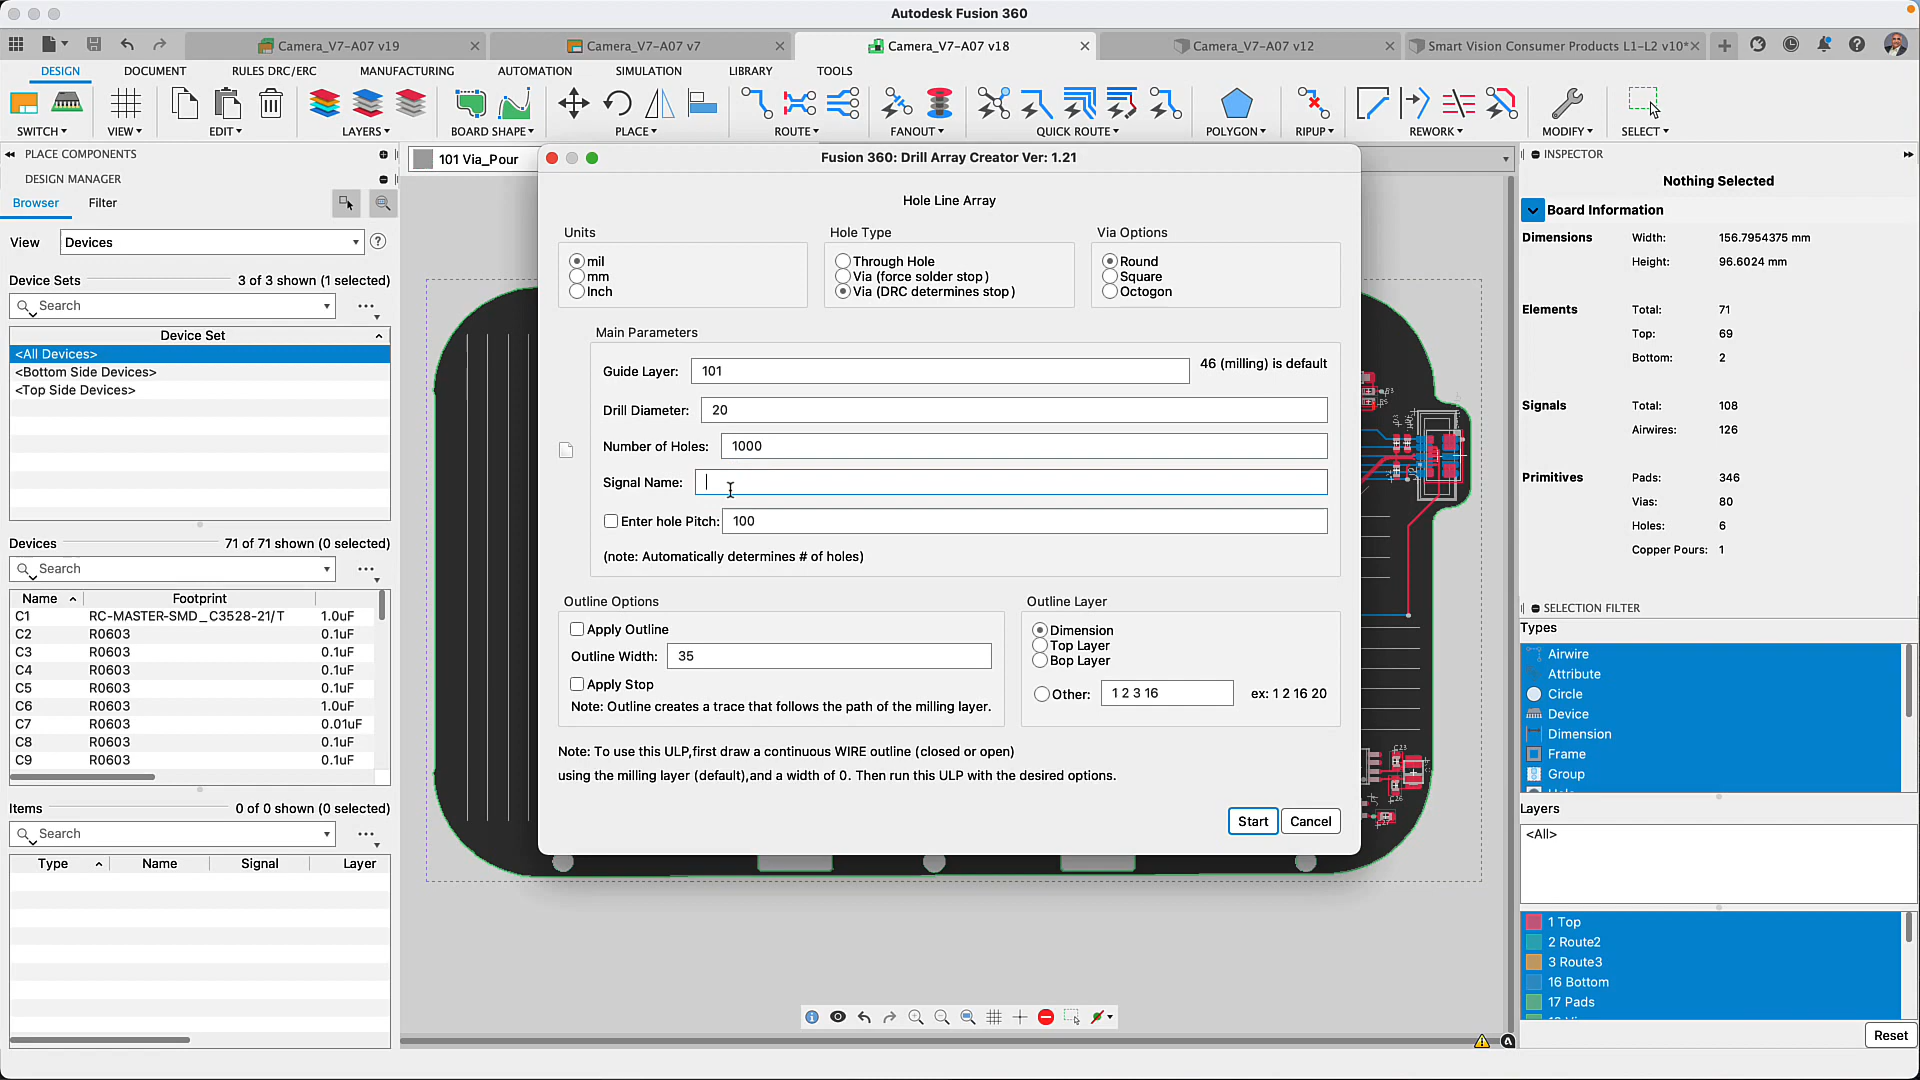 Autodesk Fusion 360
Camera_V7-A07 v19
Camera_V7-A07 v7
Camera_V7-A07 v18
Camera_V7-A07 v12
Smart Vision Consumer Products L1-L2 v10*
DESIGN
DOCUMENT
RULES DRC/ERC
MANUFACTURING
AUTOMATION
SIMULATION
LIBRARY
TOOLS
SWITCH
VIEW
EDIT
LAYERS
BOARD SHAPE
PLACE
ROUTE
FANOUT
QUICK ROUTE
POLYGON
RIPUP
REWORK
MODIFY
SELECT
PLACE COMPONENTS
DESIGN MANAGER
Browser
Filter
View
Devices
Device Sets
3 of 3 shown (1 selected)
Search
Device Set
<All Devices>
<Bottom Side Devices>
<Top Side Devices>
Devices
71 of 71 shown (0 selected)
Search
Name Footprint
C1 RC-MASTER-SMD_C3528-21/T 1.0uF
C2 R0603 0.1uF
C3 R0603 0.1uF
C4 R0603 0.1uF
C5 R0603 0.1uF
C6 R0603 1.0uF
C7 R0603 0.01uF
C8 R0603 0.1uF
C9 R0603 0.1uF
Items
0 of 0 shown (0 selected)
Search
Type Name Signal Layer
101 Via_Pour
Fusion 360: Drill Array Creator Ver: 1.21
Hole Line Array
Units
mil
mm
Inch
Hole Type
Through Hole
Via (force solder stop)
Via (DRC determines stop)
Via Options
Round
Square
Octogon
Main Parameters
Guide Layer: 101 46 (milling) is default
Drill Diameter: 20
Number of Holes: 1000
Signal Name:
Enter hole Pitch: 100
(note: Automatically determines # of holes)
Outline Options
Apply Outline
Outline Width: 35
Apply Stop
Note: Outline creates a trace that follows the path of the milling layer.
Outline Layer
Dimension
Top Layer
Bop Layer
Other: 1 2 3 16 ex: 1 2 16 20
Note: To use this ULP,first draw a continuous WIRE outline (closed or open)
using the milling layer (default),and a width of 0. Then run this ULP with the desired options.
Start
Cancel
C23
C26
INSPECTOR
Nothing Selected
Board Information
Dimensions Width: 156.7954375 mm
Height: 96.6024 mm
Elements Total: 71
Top: 69
Bottom: 2
Signals Total: 108
Airwires: 126
Primitives Pads: 346
Vias: 80
Holes: 6
Copper Pours: 1
SELECTION FILTER
Types
Airwire
Attribute
Circle
Device
Dimension
Frame
Group
Layers
<All>
1 Top
2 Route2
3 Route3
16 Bottom
17 Pads
Reset